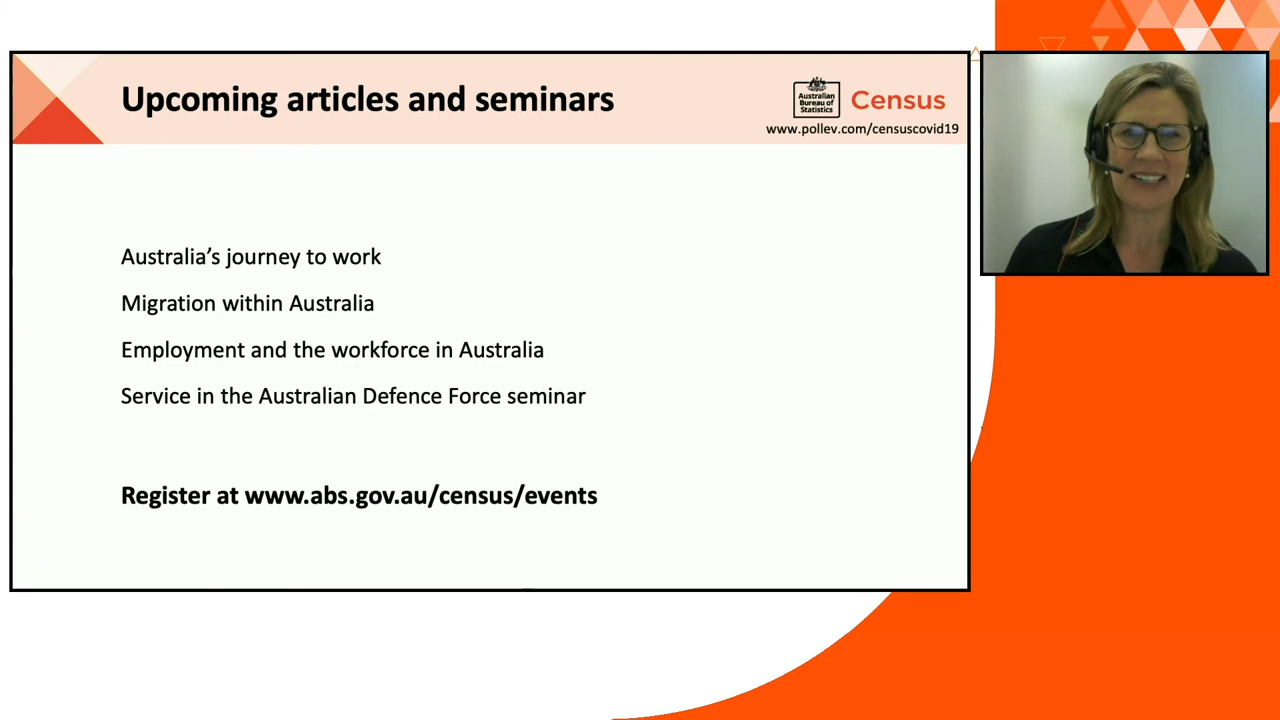 Upcoming articles and seminars
Australian
Bureau of
Statistics
Census
www.pollev.com/censuscovid19
Australia’s journey to work
Migration within Australia
Employment and the workforce in Australia
Service in the Australian Defence Force seminar
Register at www.abs.gov.au/census/events